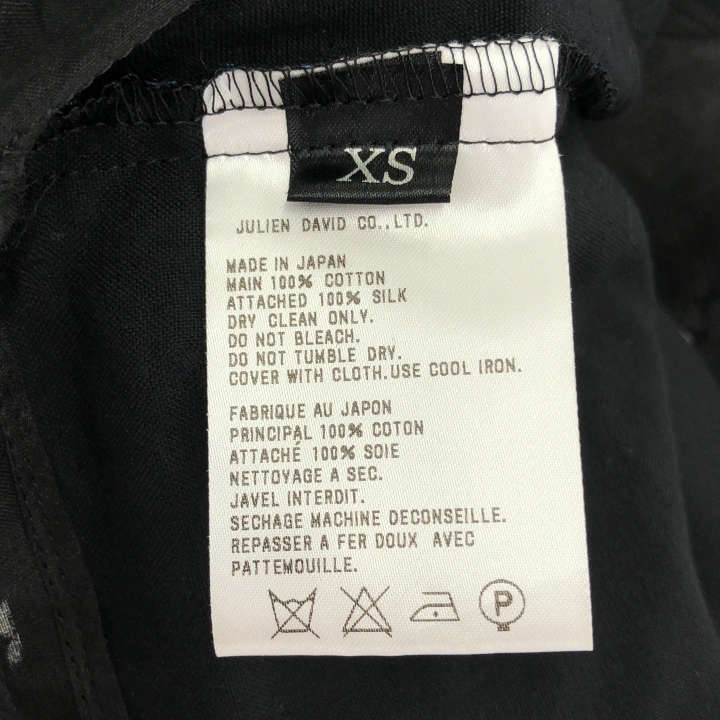 XS
JULIEN DAVID CO.,LTD.
MADE IN JAPAN
MAIN 100% COTTON
ATTACHED 100% SILK
DRY CLEAN ONLY.
DO NOT BLEACH.
DO NOT TUMBLE DRY.
COVER WITH CLOTH.USE COOL IRON.
FABRIQUE AU JAPON
PRINCIPAL 100% COTON
ATTACHÉ 100% SOIE
NETTOYAGE A SEC.
JAVEL INTERDIT.
SECHAGE MACHINE DECONSEILLE.
REPASSER A FER DOUX AVEC
PATTEMOUILLE.
P